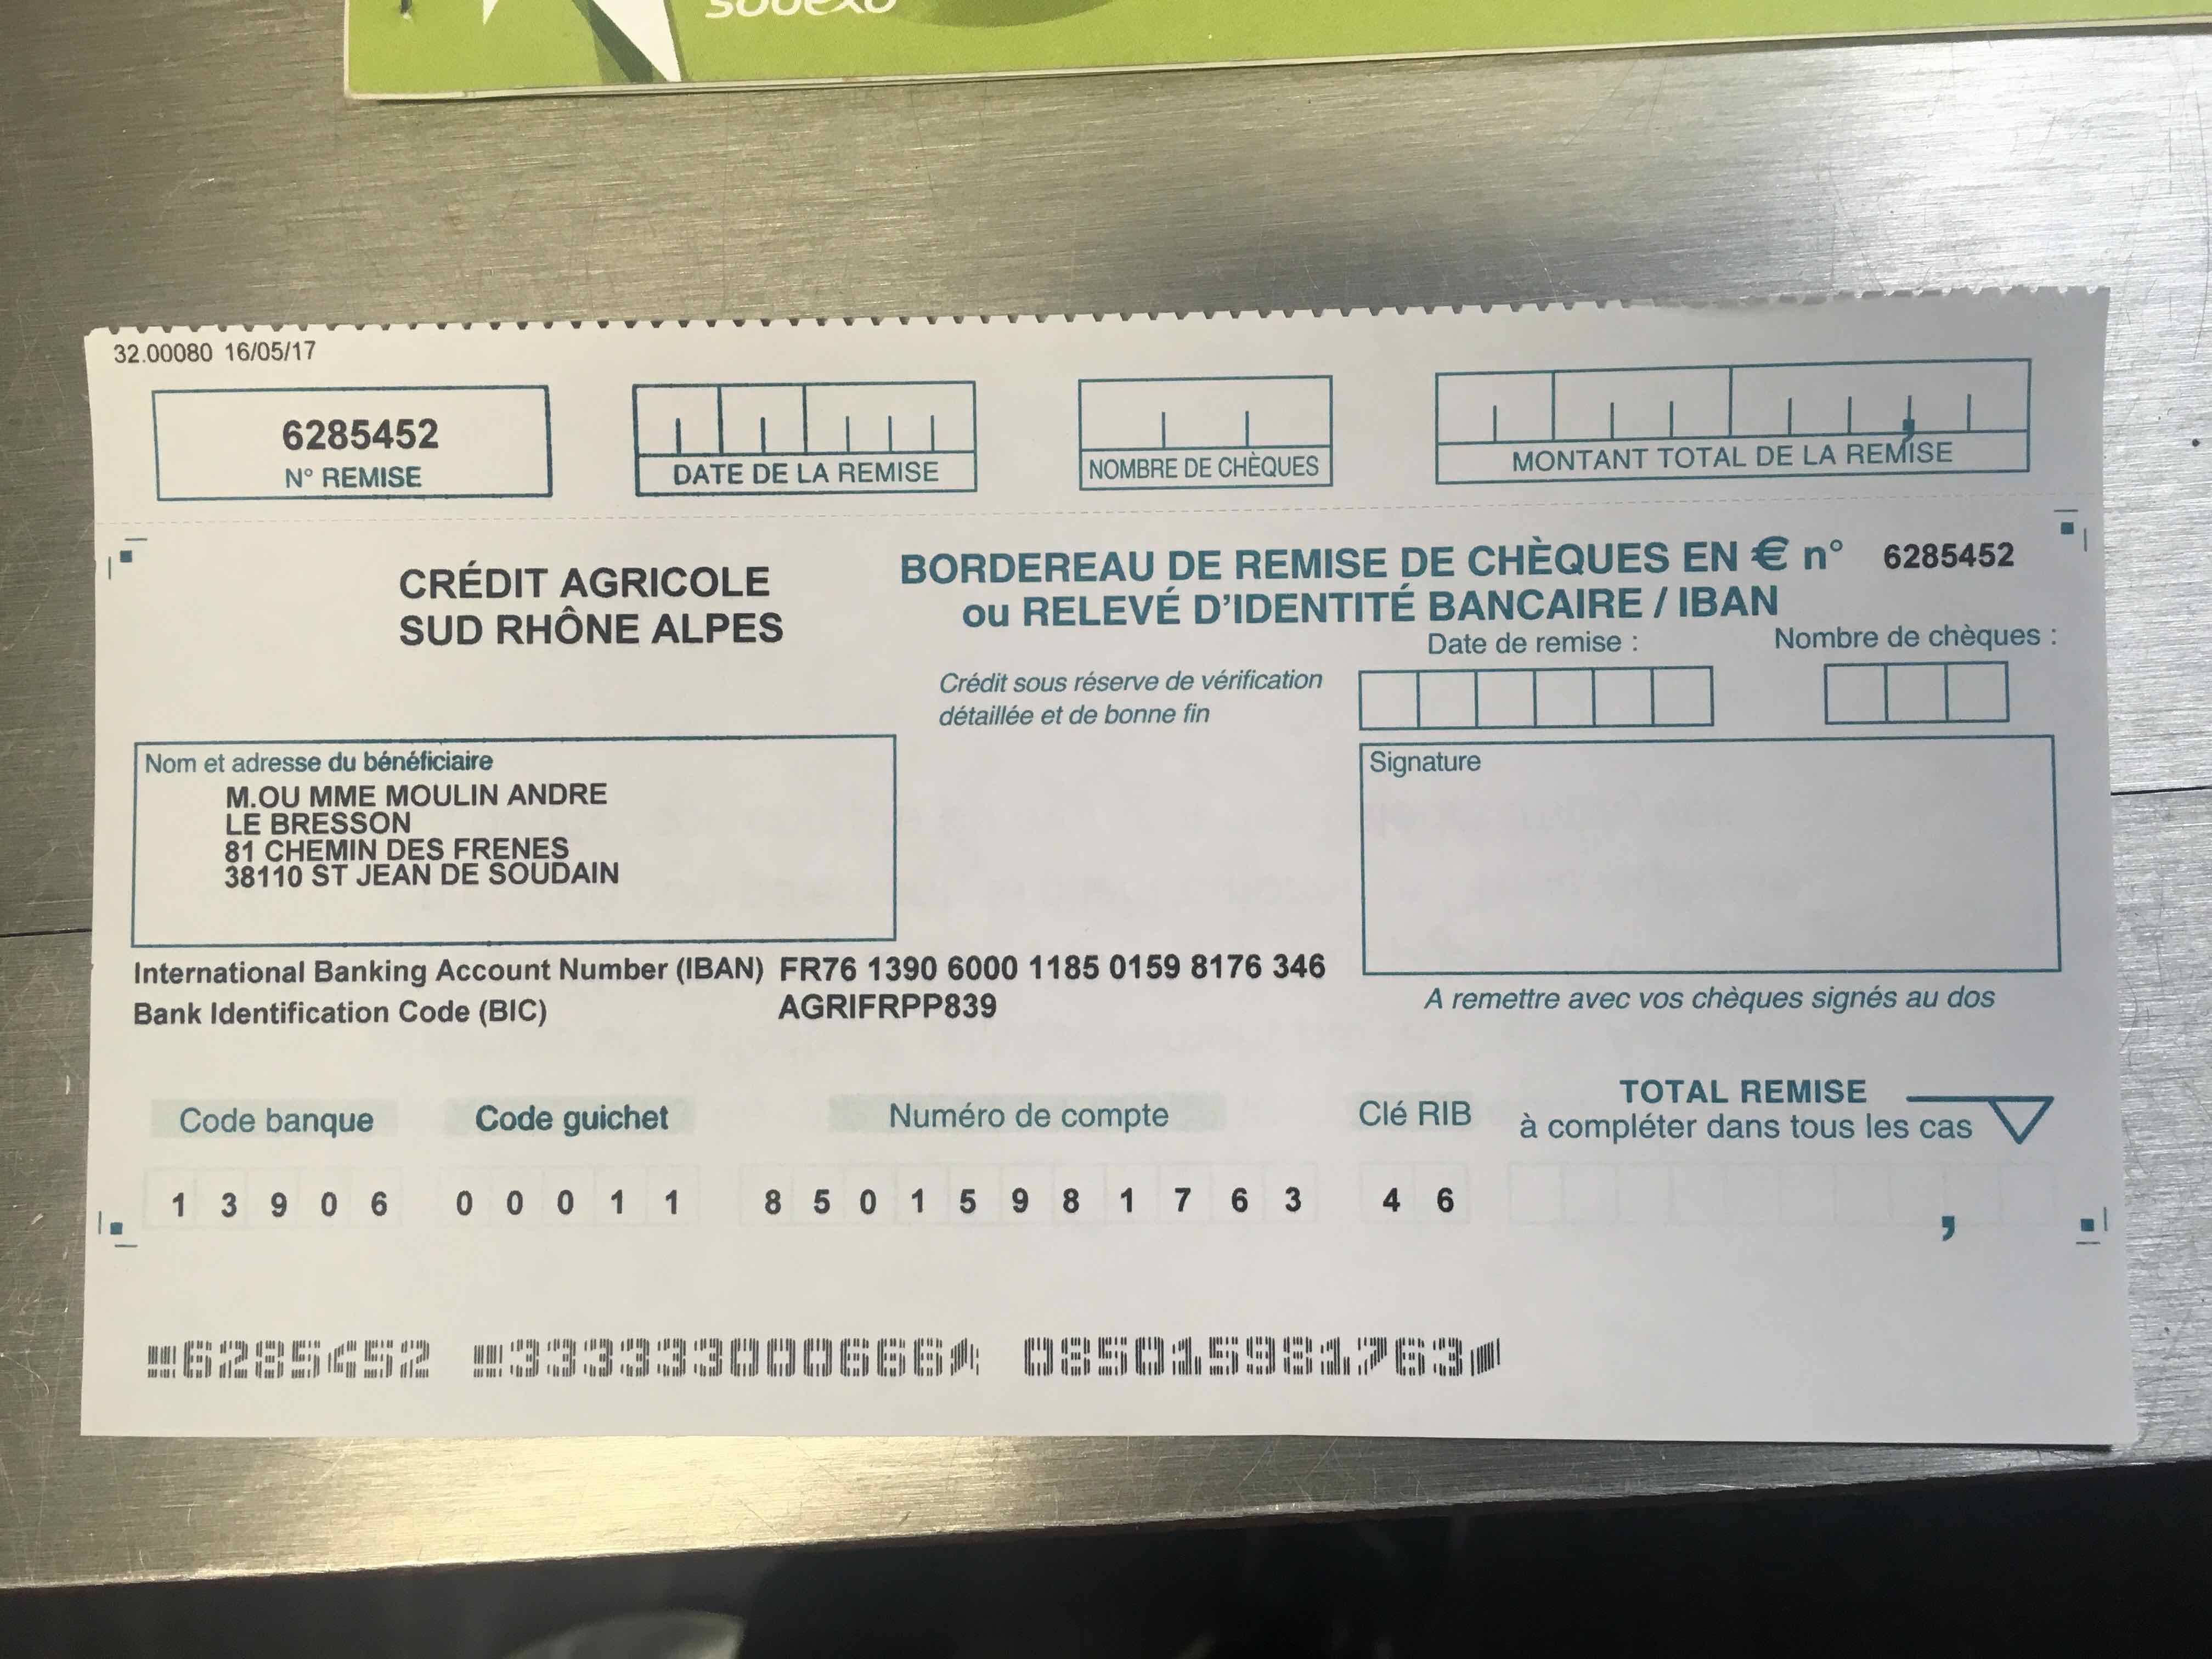 sodexo
32.00080 16/05/17
6285452
N° REMISE
DATE DE LA REMISE
NOMBRE DE CHÈQUES
,
MONTANT TOTAL DE LA REMISE
CRÉDIT AGRICOLE
SUD RHÔNE ALPES
BORDEREAU DE REMISE DE CHÈQUES EN € n° 6285452
ou RELEVÉ D'IDENTITÉ BANCAIRE / IBAN
Date de remise :
Nombre de chèques :
Crédit sous réserve de vérification
détaillée et de bonne fin
Nom et adresse du bénéficiaire
M.OU MME MOULIN ANDRE
LE BRESSON
81 CHEMIN DES FRENES
38110 ST JEAN DE SOUDAIN
Signature
International Banking Account Number (IBAN) FR76 1390 6000 1185 0159 8176 346
Bank Identification Code (BIC) AGRIFRPP839
A remettre avec vos chèques signés au dos
Code banque
Code guichet
Numéro de compte
Clé RIB
TOTAL REMISE
à compléter dans tous les cas
1 3 9 0 6 0 0 0 1 1 8 5 0 1 5 9 8 1 7 6 3 4 6 ,
6285452 333333000666 085015981763